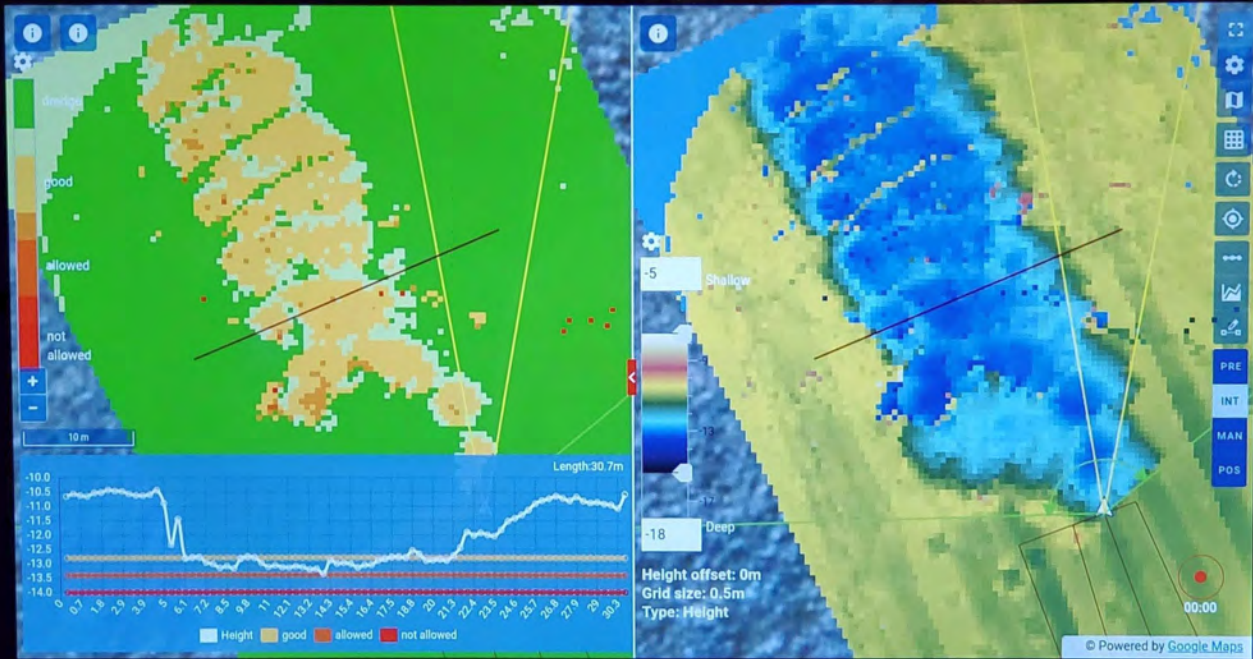 dredge
good
allowed
not
allowed
+
−
10 m
Length:30.7m
-10.0
-10.5
-11.0
-11.5
-12.0
-12.5
-13.0
-13.5
-14.0
0 0.7 1.8 2.9 3.9 5 6.1 7.2 8.5 9.8 11 12.1 13.2 14.3 15.4 16.4 17.5 18.8 20 21.3 22.4 23.5 24.6 25.7 26.8 27.9 29 30.3
Height good allowed not allowed
-5 Shallow
-13
-17
-18 Deep
Height offset: 0m
Grid size: 0.5m
Type: Height
PRE
INT
MAN
POS
00:00
© Powered by Google Maps